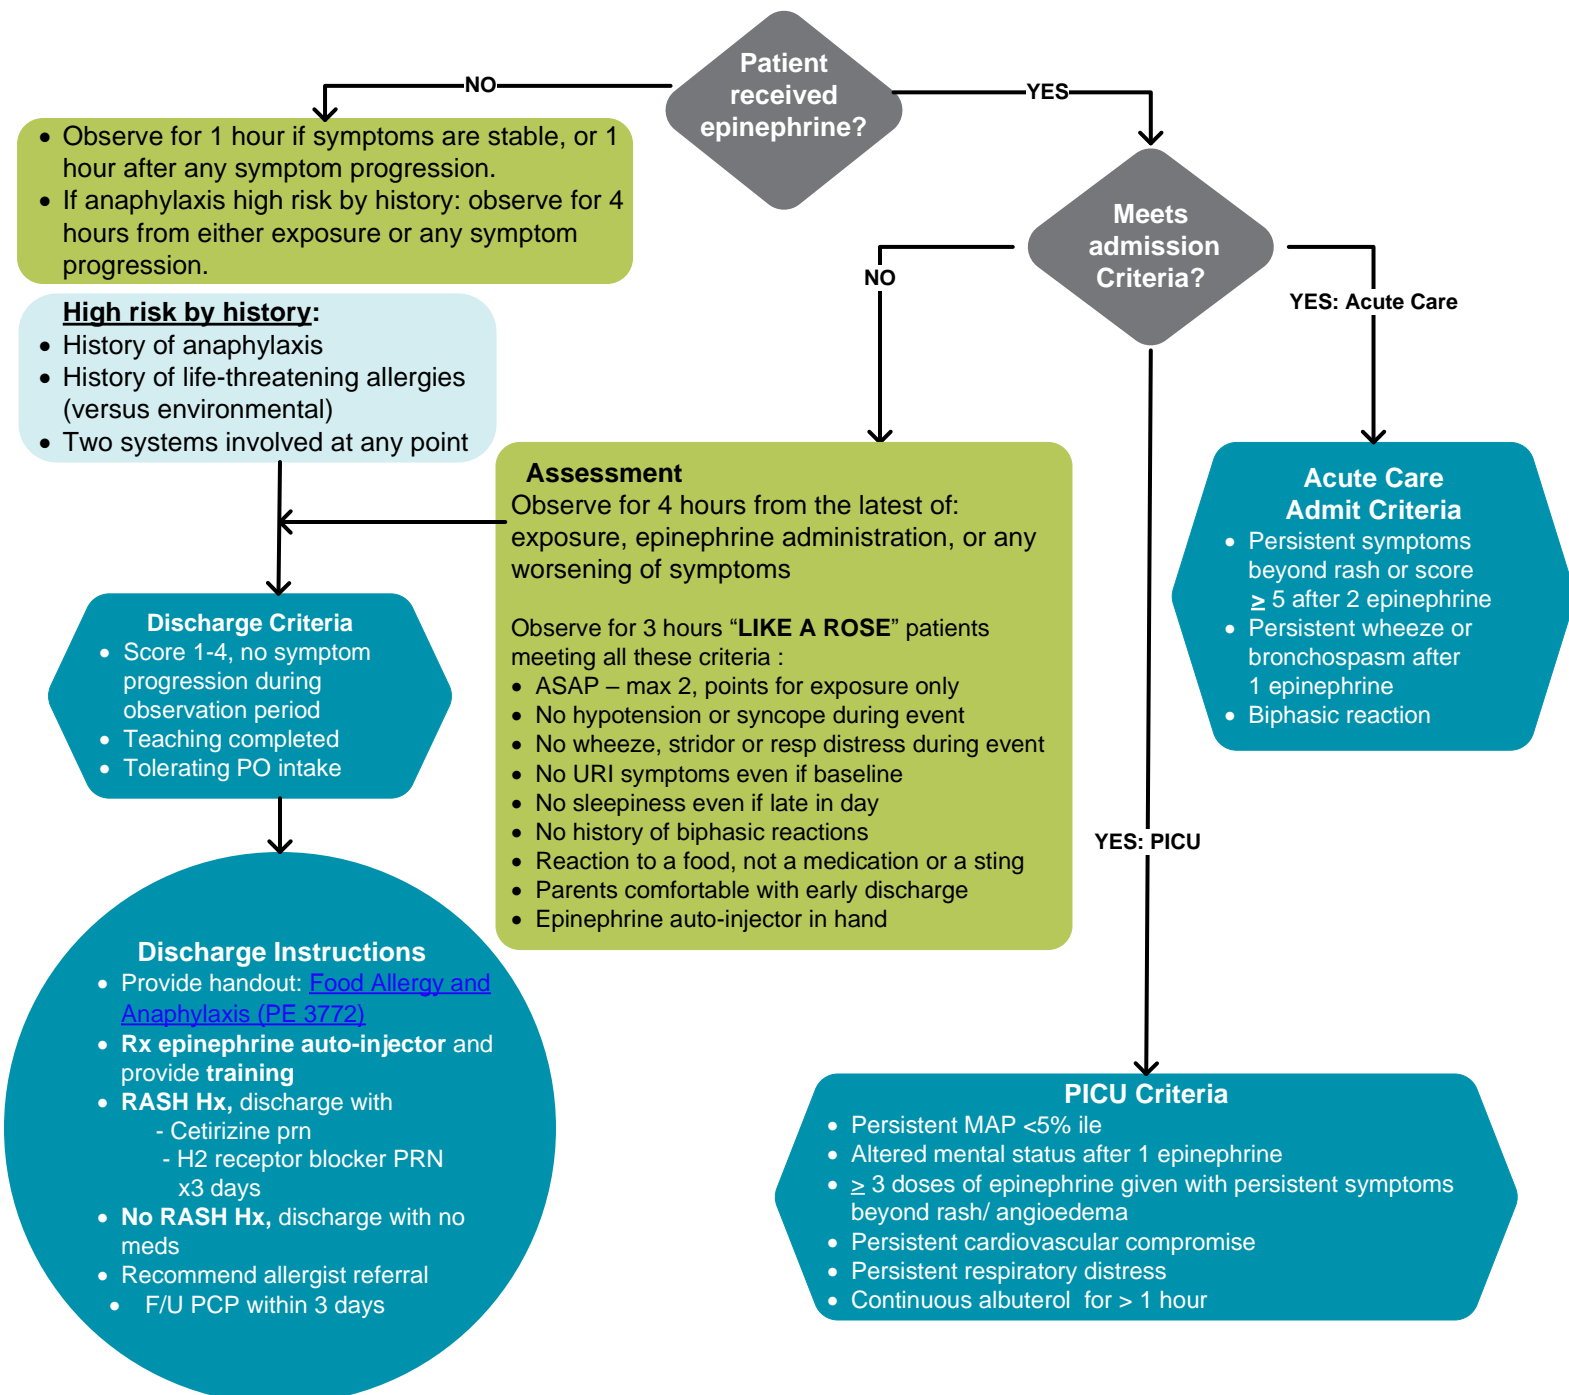 Patient
received
epinephrine?
NO
YES
• Observe for 1 hour if symptoms are stable, or 1
hour after any symptom progression.
• If anaphylaxis high risk by history: observe for 4
hours from either exposure or any symptom
progression.
High risk by history:
• History of anaphylaxis
• History of life-threatening allergies
(versus environmental)
• Two systems involved at any point
Meets
admission
Criteria?
NO
YES: Acute Care
YES: PICU
Assessment
Observe for 4 hours from the latest of:
exposure, epinephrine administration, or any
worsening of symptoms
Observe for 3 hours “LIKE A ROSE” patients
meeting all these criteria :
• ASAP – max 2, points for exposure only
• No hypotension or syncope during event
• No wheeze, stridor or resp distress during event
• No URI symptoms even if baseline
• No sleepiness even if late in day
• No history of biphasic reactions
• Reaction to a food, not a medication or a sting
• Parents comfortable with early discharge
• Epinephrine auto-injector in hand
Acute Care
Admit Criteria
• Persistent symptoms
beyond rash or score
≥ 5 after 2 epinephrine
• Persistent wheeze or
bronchospasm after
1 epinephrine
• Biphasic reaction
Discharge Criteria
• Score 1-4, no symptom
progression during
observation period
• Teaching completed
• Tolerating PO intake
Discharge Instructions
• Provide handout: Food Allergy and
Anaphylaxis (PE 3772)
• Rx epinephrine auto-injector and
provide training
• RASH Hx, discharge with
- Cetirizine prn
- H2 receptor blocker PRN
x3 days
• No RASH Hx, discharge with no
meds
• Recommend allergist referral
• F/U PCP within 3 days
PICU Criteria
• Persistent MAP <5% ile
• Altered mental status after 1 epinephrine
• ≥ 3 doses of epinephrine given with persistent symptoms
beyond rash/ angioedema
• Persistent cardiovascular compromise
• Persistent respiratory distress
• Continuous albuterol for > 1 hour